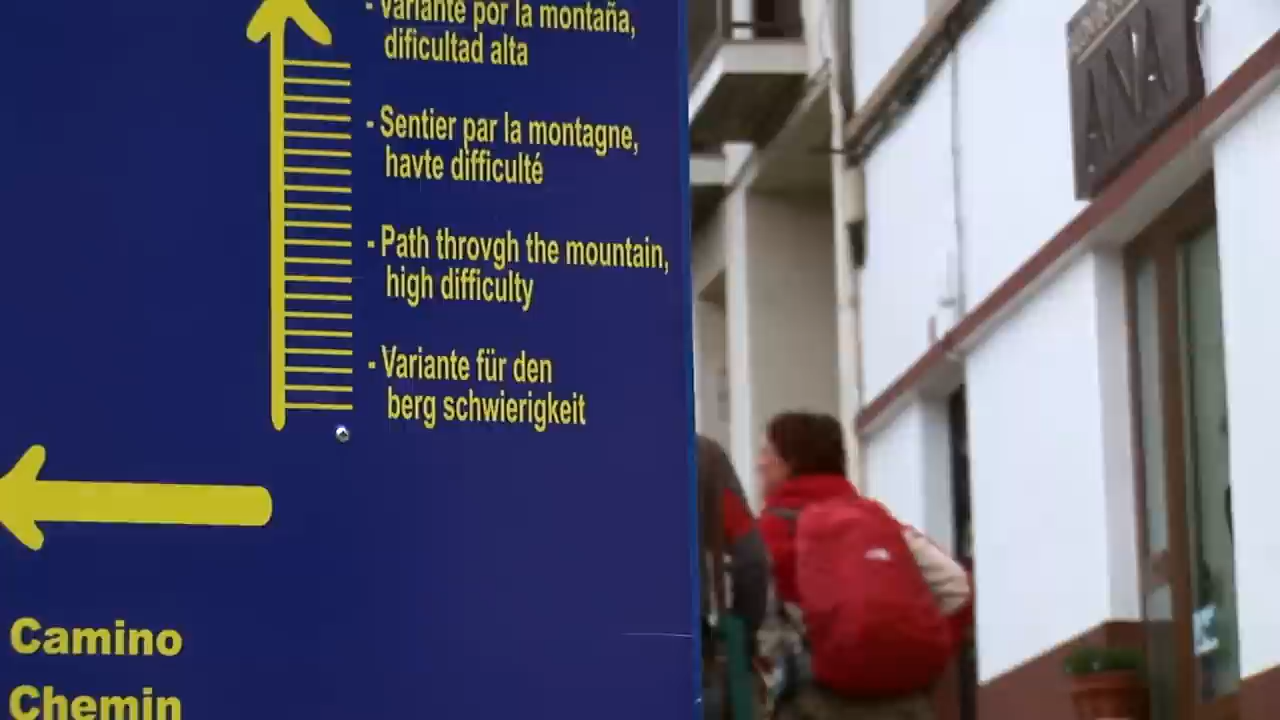 - Variante por la montaña,
dificultad alta
- Sentier par la montagne,
havte difficulté
- Path throvgh the mountain,
high difficulty
- Variante für den
berg schwierigkeit
Camino
Chemin
ANA